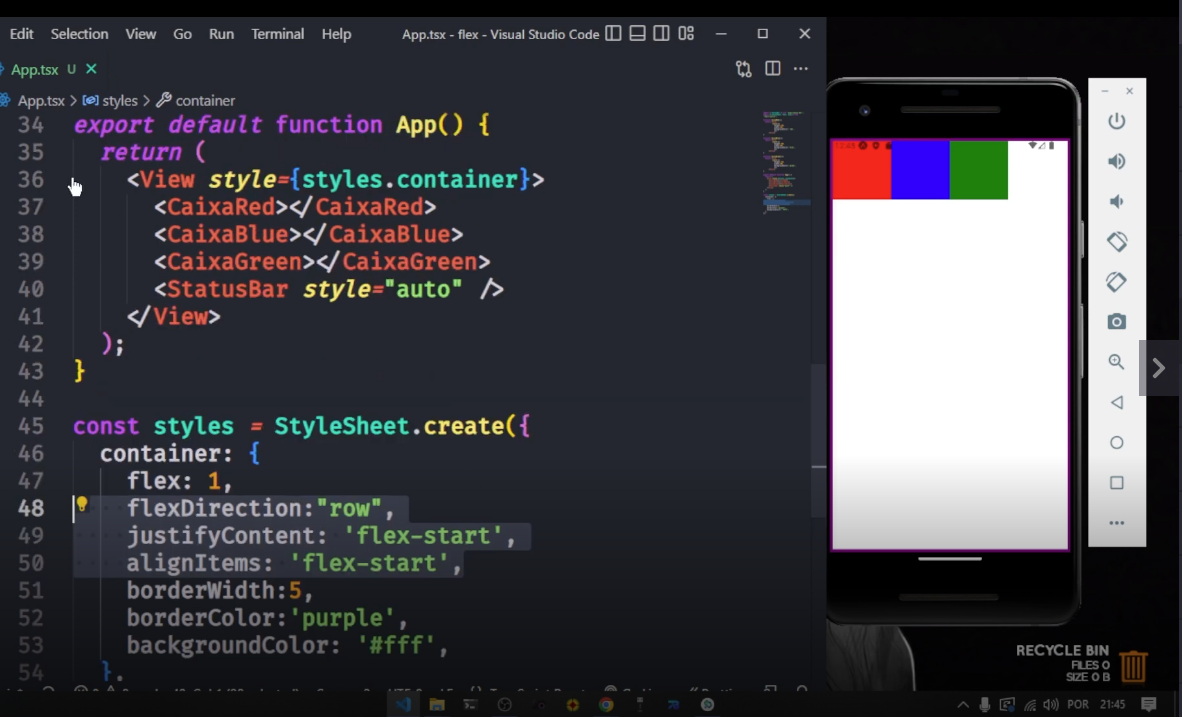 Edit Selection View Go Run Terminal Help App.tsx - flex - Visual Studio Code
App.tsx U
App.tsx > styles > container
34 export default function App() {
35 return (
36 <View style={styles.container}>
37 <CaixaRed></CaixaRed>
38 <CaixaBlue></CaixaBlue>
39 <CaixaGreen></CaixaGreen>
40 <StatusBar style="auto" />
41 </View>
42 );
43 }
44
45 const styles = StyleSheet.create({
46 container: {
47 flex: 1,
48 flexDirection:"row",
49 justifyContent: 'flex-start',
50 alignItems: 'flex-start',
51 borderWidth:5,
52 borderColor:'purple',
53 backgroundColor: '#fff',
54
12:45
RECYCLE BIN
FILES 0
SIZE 0 B
POR 21:45